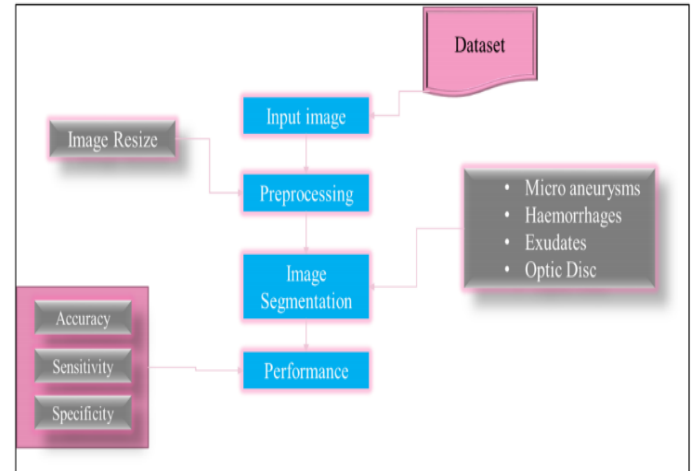 Dataset
Input image
Image Resize
Preprocessing
• Micro aneurysms
• Haemorrhages
• Exudates
• Optic Disc
Image
Segmentation
Accuracy
Sensitivity
Specificity
Performance